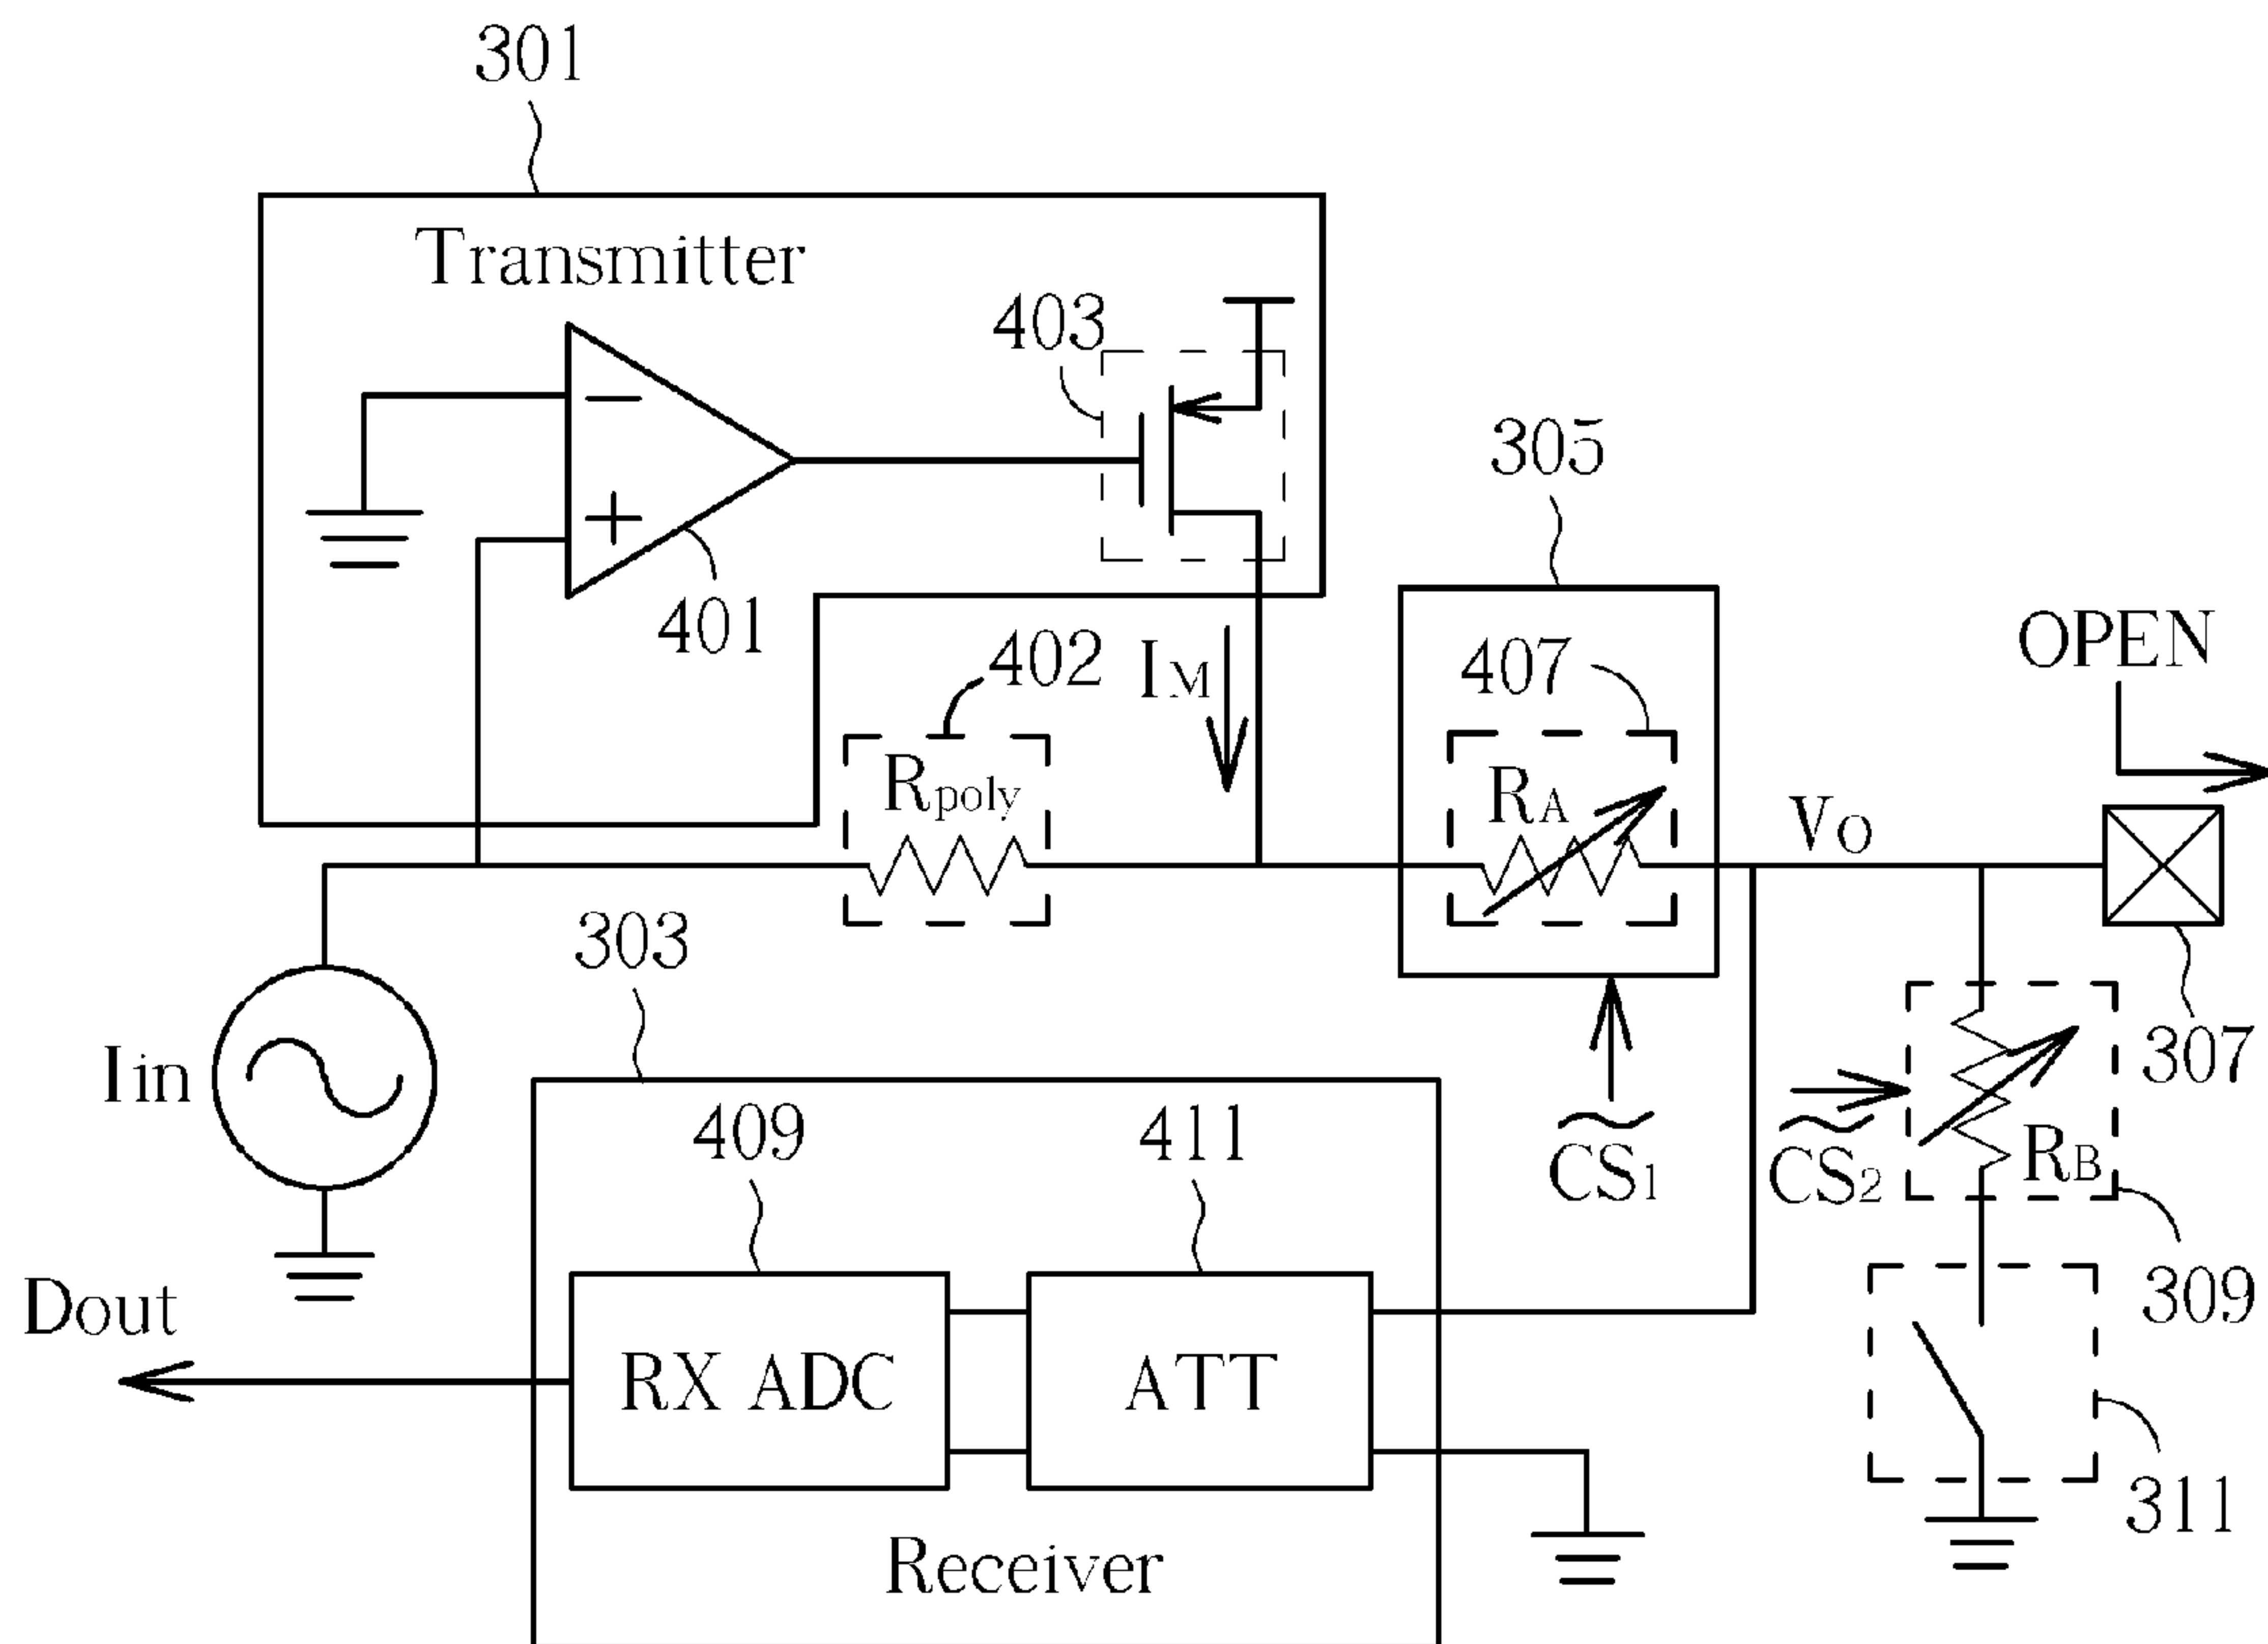 301
Transmitter
403
−
+
401
305
402
IM
407
OPEN
Rpoly
RA
VO
303
307
Iin
409
411
CS1
CS2
RB
309
Dout
RX ADC
ATT
311
Receiver